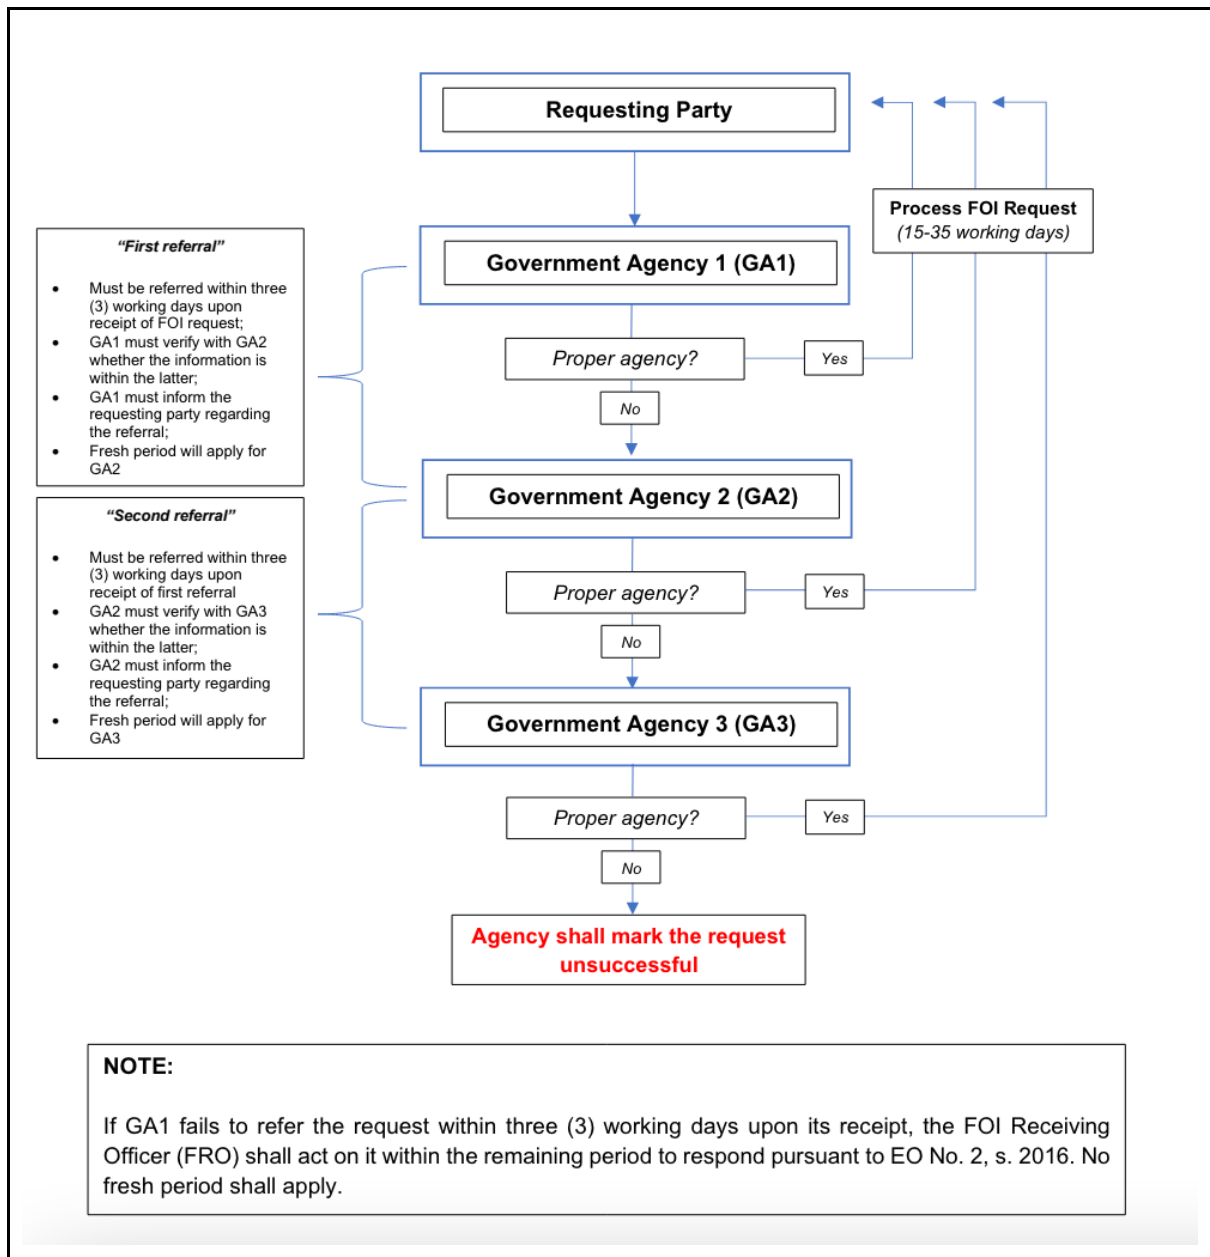 Requesting Party
Process FOI Request
(15-35 working days)
“First referral”
• Must be referred within three
(3) working days upon
receipt of FOI request;
• GA1 must verify with GA2
whether the information is
within the latter;
• GA1 must inform the
requesting party regarding
the referral;
• Fresh period will apply for
GA2
Government Agency 1 (GA1)
Proper agency?
Yes
No
Government Agency 2 (GA2)
“Second referral”
• Must be referred within three
(3) working days upon
receipt of first referral
• GA2 must verify with GA3
whether the information is
within the latter;
• GA2 must inform the
requesting party regarding
the referral;
• Fresh period will apply for
GA3
Proper agency?
Yes
No
Government Agency 3 (GA3)
Proper agency?
Yes
No
Agency shall mark the request
unsuccessful
NOTE:
If GA1 fails to refer the request within three (3) working days upon its receipt, the FOI Receiving
Officer (FRO) shall act on it within the remaining period to respond pursuant to EO No. 2, s. 2016. No
fresh period shall apply.